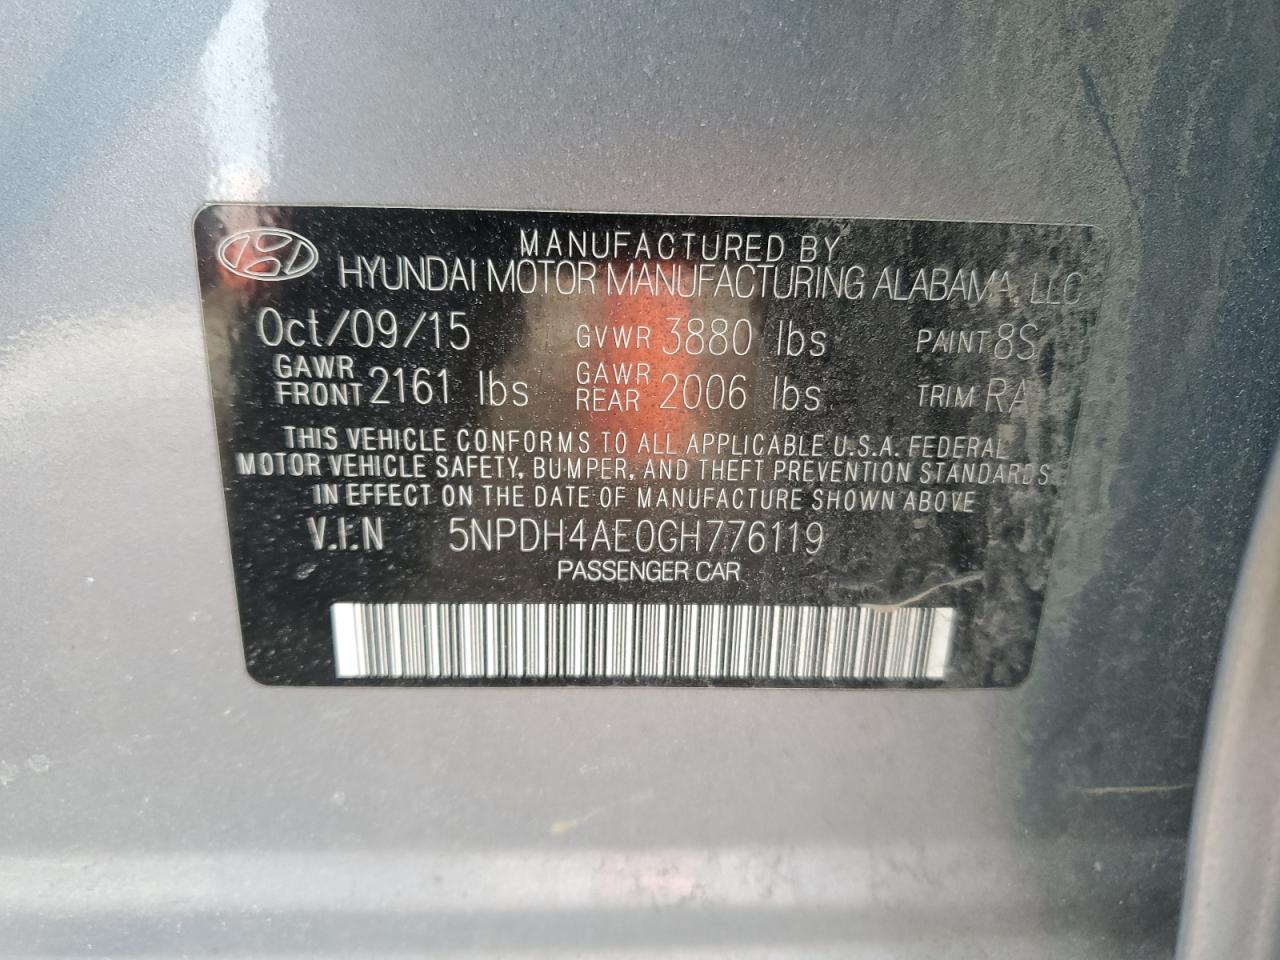 MANUFACTURED BY
HYUNDAI MOTOR MANUFACTURING ALABAMA, LLC
Oct/09/15 GVWR 3880 lbs PAINT 8S
GAWR FRONT 2161 lbs GAWR REAR 2006 lbs TRIM RA
THIS VEHICLE CONFORMS TO ALL APPLICABLE U.S.A. FEDERAL
MOTOR VEHICLE SAFETY, BUMPER, AND THEFT PREVENTION STANDARDS
IN EFFECT ON THE DATE OF MANUFACTURE SHOWN ABOVE
V.I.N 5NPDH4AE0GH776119
PASSENGER CAR